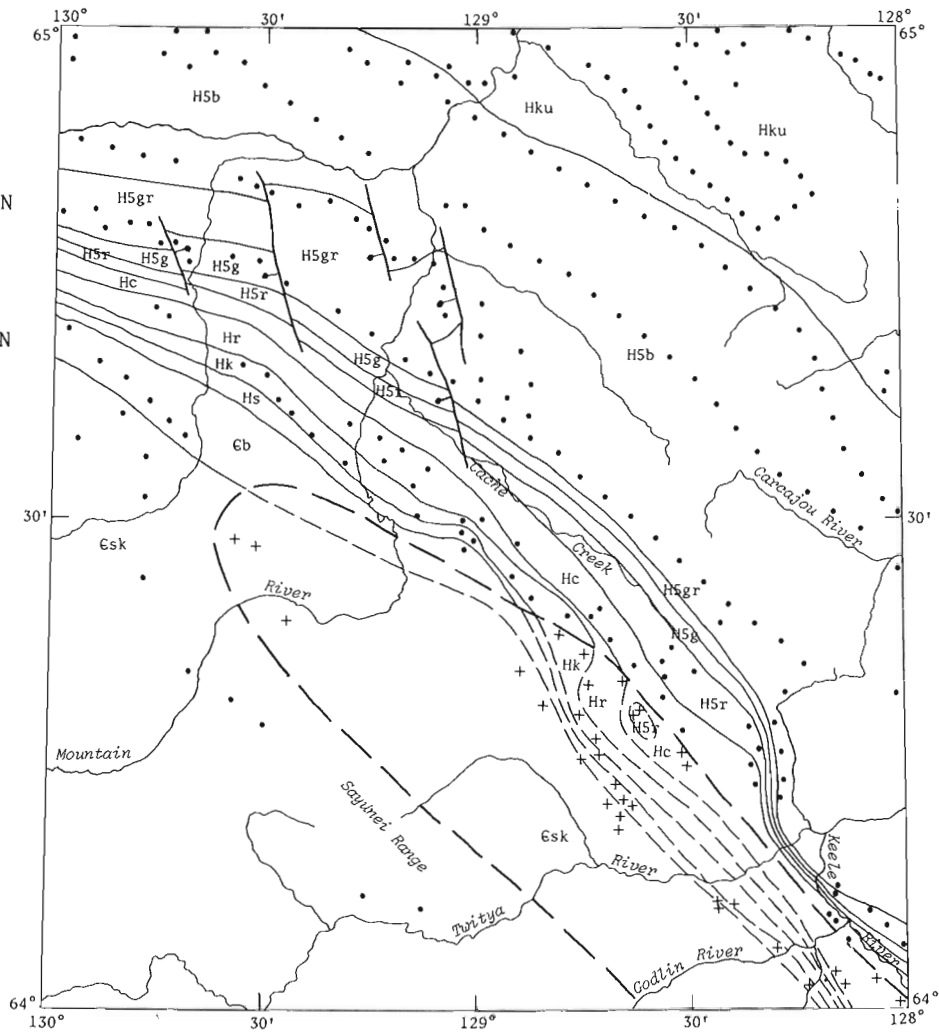 130° 30' 129° 30' 128°
65° 65°
H5b
Hku
Hku
N
H5gr
H5r
H5g
H5g
H5gr
Hc
H5r
N
Hr
H5g
H5b
Hk
H5r
Hs
Єb
Cache
Carcajou River
30' 30'
Єsk
Creek
River
Hc
H5gr
H5g
Hk
Hr
H5r
H5r
Hc
Mountain
Sayunei Range
Єsk
River
Keele
Twitya
River
Godlin River
64° 64°
130° 30' 129° 30' 128°